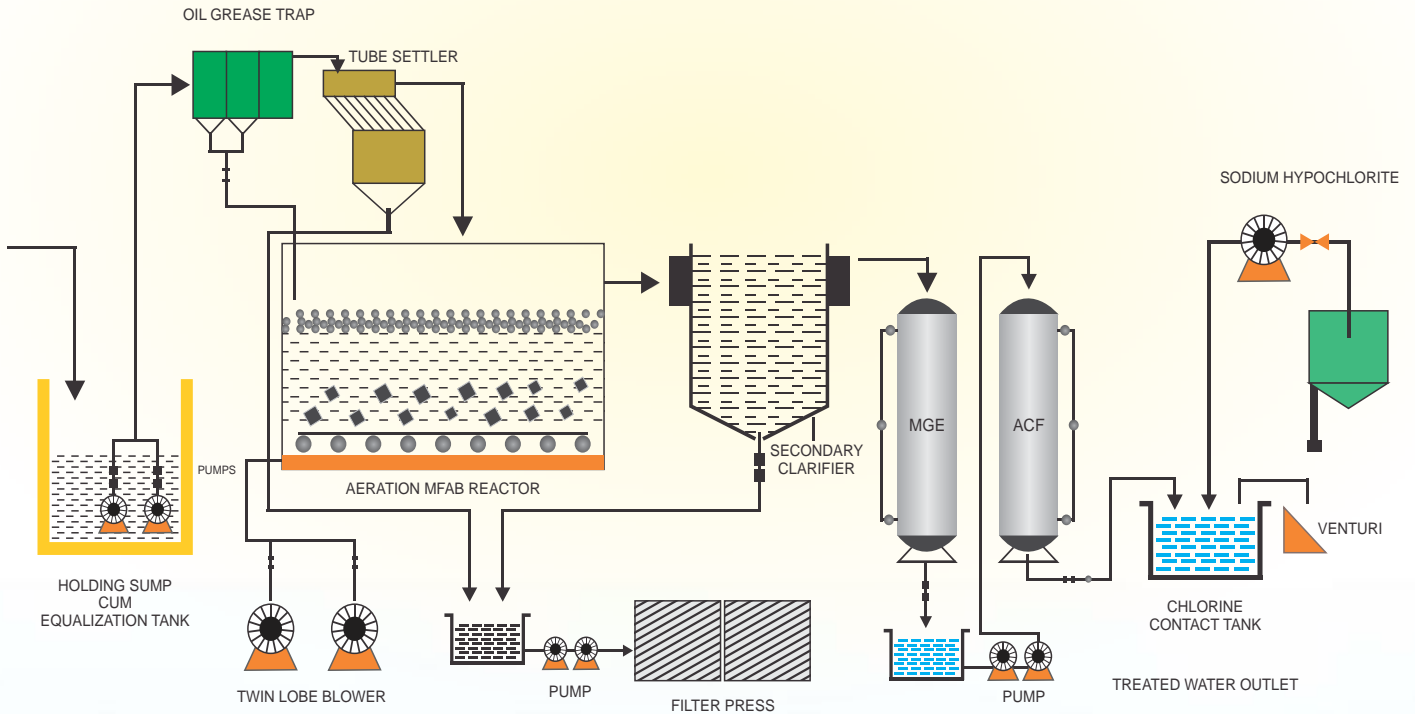 OIL GREASE TRAP
TUBE SETTLER
SODIUM HYPOCHLORITE
PUMPS
MGE
ACF
SECONDARY
CLARIFIER
AERATION MFAB REACTOR
VENTURI
HOLDING SUMP
CUM
EQUALIZATION TANK
CHLORINE
CONTACT TANK
TWIN LOBE BLOWER
PUMP
FILTER PRESS
PUMP
TREATED WATER OUTLET